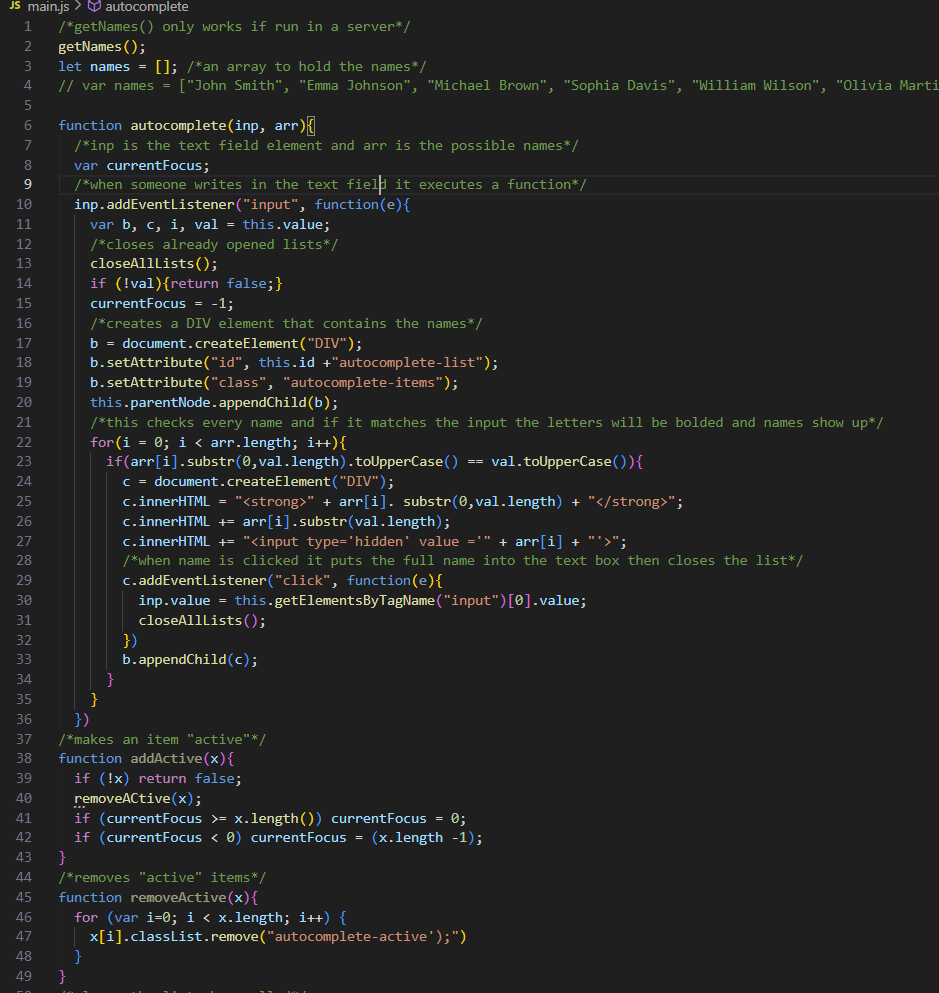 JS main.js > autocomplete
1 /*getNames() only works if run in a server*/
2 getNames();
3 let names = []; /*an array to hold the names*/
4 // var names = ["John Smith", "Emma Johnson", "Michael Brown", "Sophia Davis", "William Wilson", "Olivia Marti
5
6 function autocomplete(inp, arr){
7 /*inp is the text field element and arr is the possible names*/
8 var currentFocus;
9 /*when someone writes in the text field it executes a function*/
10 inp.addEventListener("input", function(e){
11 var b, c, i, val = this.value;
12 /*closes already opened lists*/
13 closeAllLists();
14 if (!val){return false;}
15 currentFocus = -1;
16 /*creates a DIV element that contains the names*/
17 b = document.createElement("DIV");
18 b.setAttribute("id", this.id +"autocomplete-list");
19 b.setAttribute("class", "autocomplete-items");
20 this.parentNode.appendChild(b);
21 /*this checks every name and if it matches the input the letters will be bolded and names show up*/
22 for(i = 0; i < arr.length; i++){
23 if(arr[i].substr(0,val.length).toUpperCase() == val.toUpperCase()){
24 c = document.createElement("DIV");
25 c.innerHTML = "<strong>" + arr[i]. substr(0,val.length) + "</strong>";
26 c.innerHTML += arr[i].substr(val.length);
27 c.innerHTML += "<input type='hidden' value ='" + arr[i] + "'>";
28 /*when name is clicked it puts the full name into the text box then closes the list*/
29 c.addEventListener("click", function(e){
30 inp.value = this.getElementsByTagName("input")[0].value;
31 closeAllLists();
32 })
33 b.appendChild(c);
34 }
35 }
36 })
37 /*makes an item "active"*/
38 function addActive(x){
39 if (!x) return false;
40 removeACtive(x);
41 if (currentFocus >= x.length()) currentFocus = 0;
42 if (currentFocus < 0) currentFocus = (x.length -1);
43 }
44 /*removes "active" items*/
45 function removeActive(x){
46 for (var i=0; i < x.length; i++) {
47 x[i].classList.remove("autocomplete-active');")
48 }
49 }